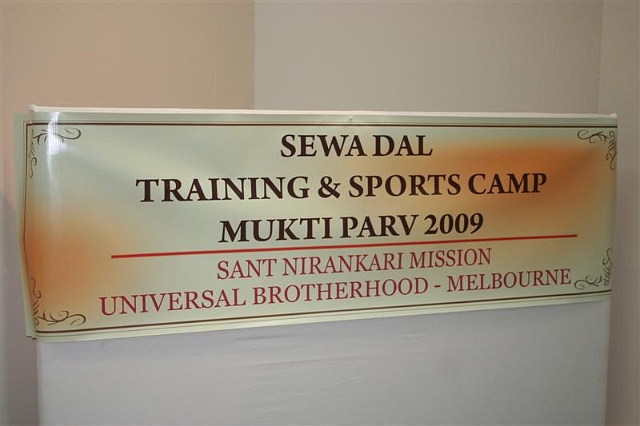 SEWA DAL
TRAINING & SPORTS CAMP
MUKTI PARV 2009
SANT NIRANKARI MISSION
UNIVERSAL BROTHERHOOD - MELBOURNE